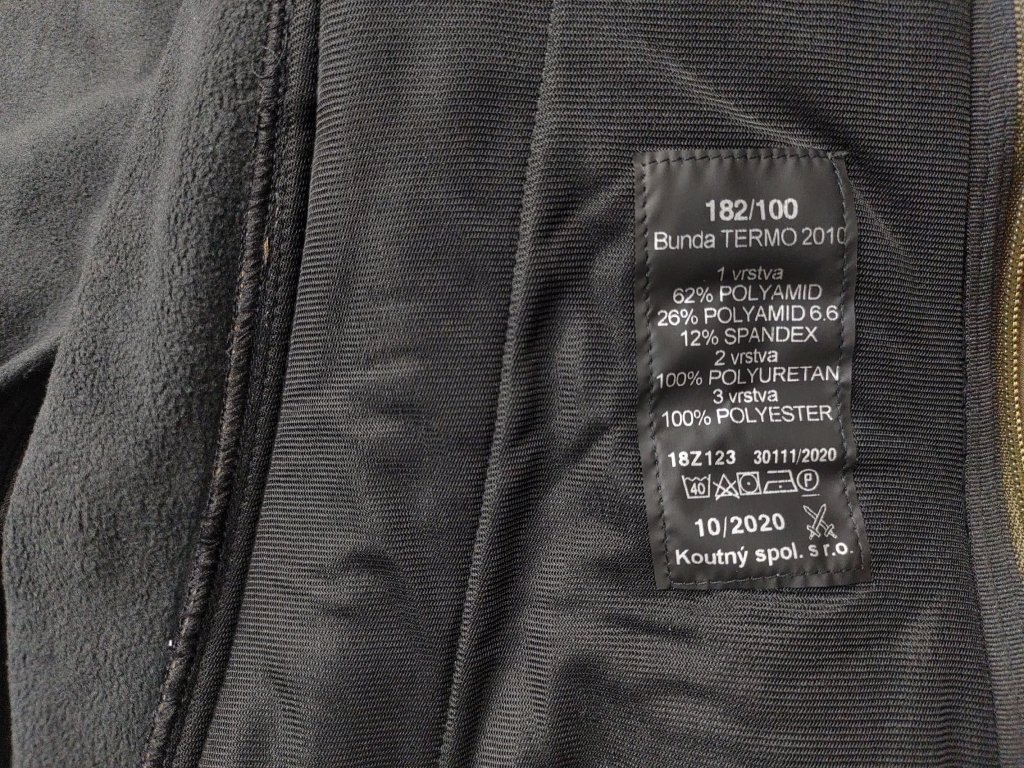 182/100
Bunda TERMO 2010
1 vrstva
62% POLYAMID
26% POLYAMID 6.6
12% SPANDEX
2 vrstva
100% POLYURETAN
3 vrstva
100% POLYESTER
18Z123 30111/2020
40 P
10/2020
Koutný spol. s r.o.